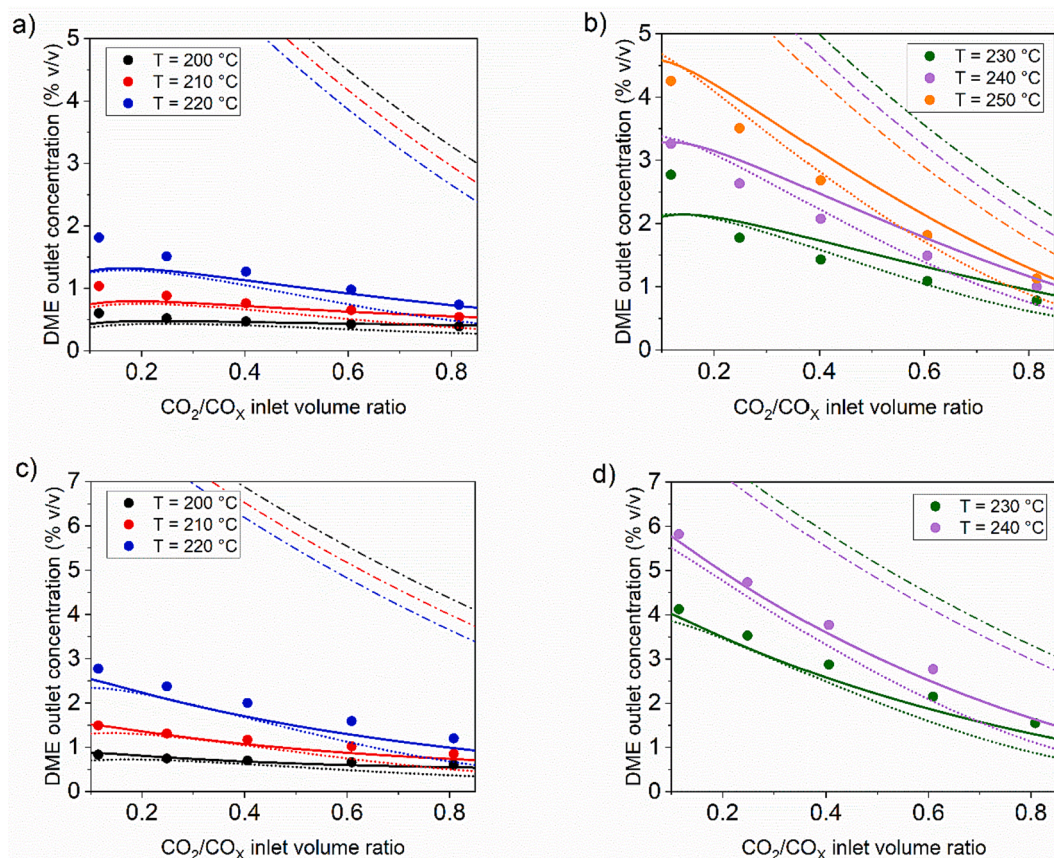 a)
DME outlet concentration (% v/v)
5
4
3
2
1
0
T = 200 °C
T = 210 °C
T = 220 °C
0.2 0.4 0.6 0.8
CO₂/COₓ inlet volume ratio
b)
DME outlet concentration (% v/v)
5
4
3
2
1
0
T = 230 °C
T = 240 °C
T = 250 °C
0.2 0.4 0.6 0.8
CO₂/COₓ inlet volume ratio
c)
DME outlet concentration (% v/v)
7
6
5
4
3
2
1
0
T = 200 °C
T = 210 °C
T = 220 °C
0.2 0.4 0.6 0.8
CO₂/COₓ inlet volume ratio
d)
DME outlet concentration (% v/v)
7
6
5
4
3
2
1
0
T = 230 °C
T = 240 °C
0.2 0.4 0.6 0.8
CO₂/COₓ inlet volume ratio